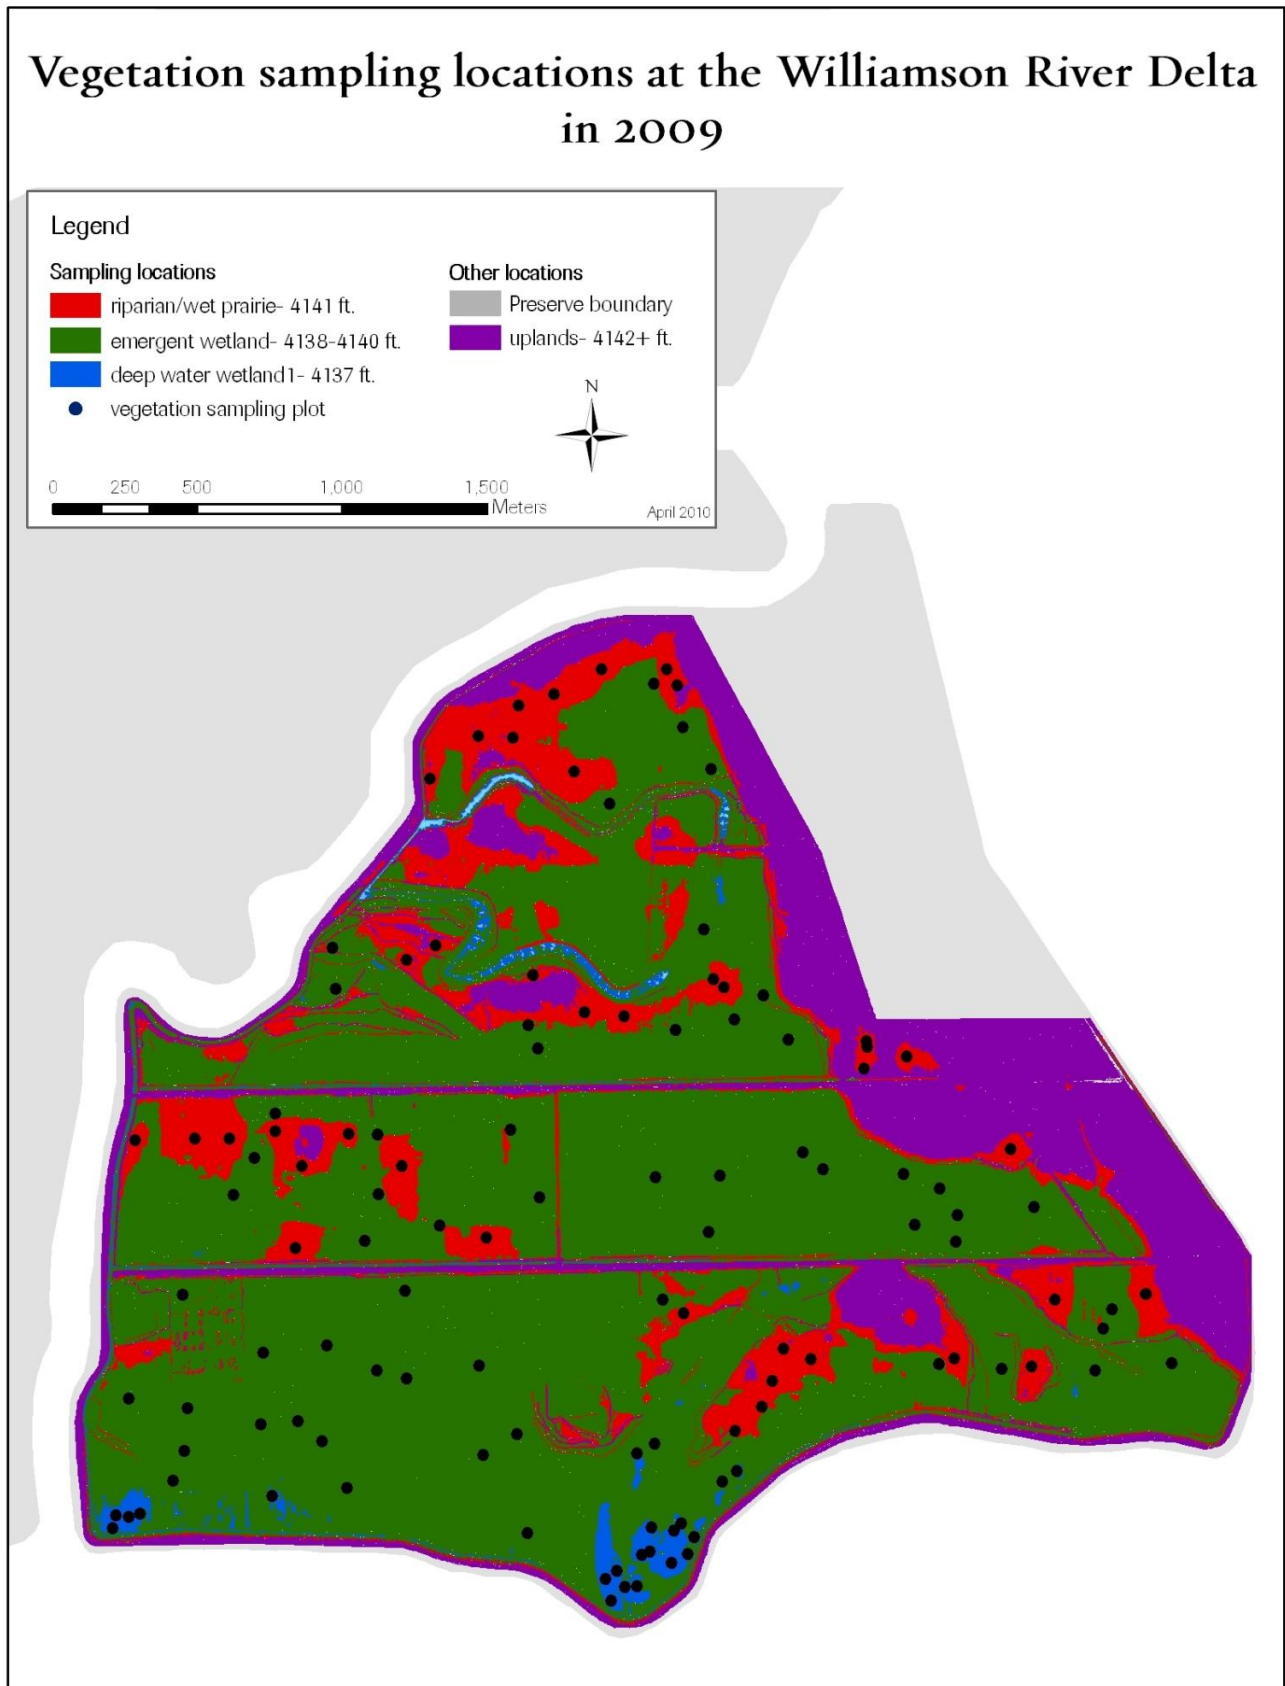 Vegetation sampling locations at the Williamson River Delta
in 2009
Legend
Sampling locations
riparian/wet prairie- 4141 ft.
emergent wetland- 4138-4140 ft.
deep water wetland1- 4137 ft.
vegetation sampling plot
Other locations
Preserve boundary
uplands- 4142+ ft.
N
0 250 500 1,000 1,500
Meters
April 2010